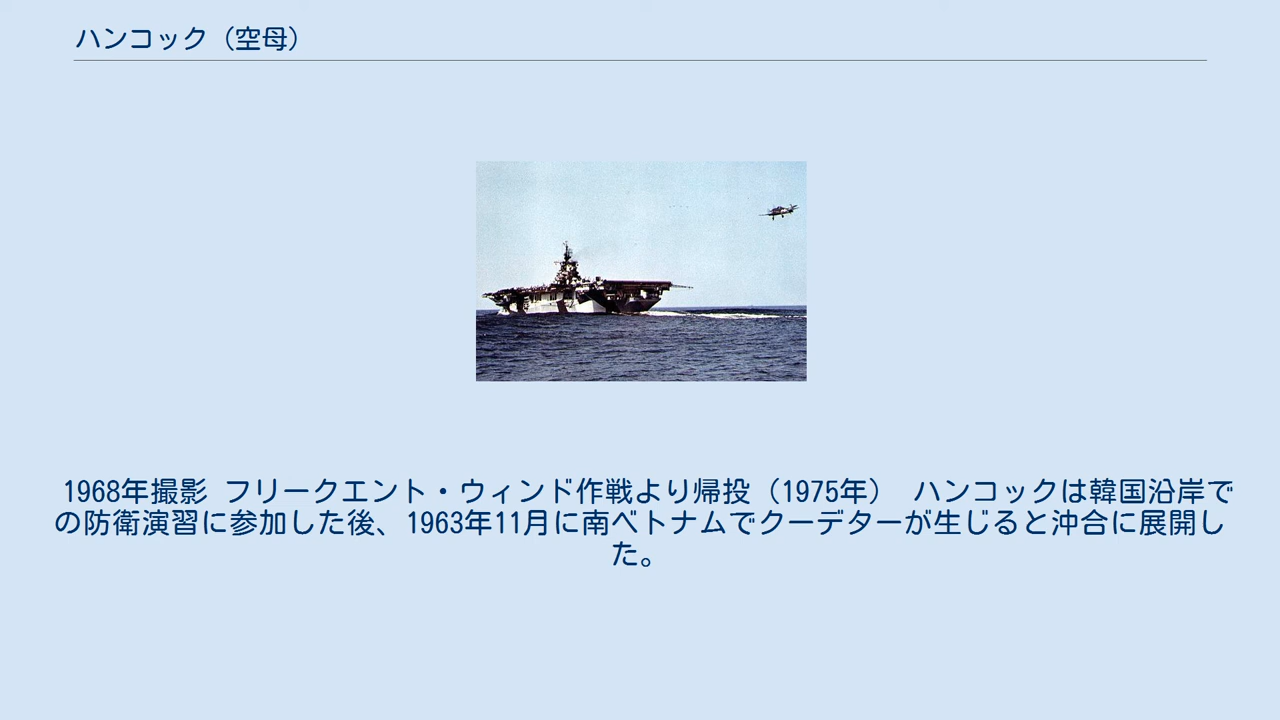 ハンコック（空母）
1968年撮影 フリークエント・ウィンド作戦より帰投（1975年） ハンコックは韓国沿岸で
の防衛演習に参加した後、1963年11月に南ベトナムでクーデターが生じると沖合に展開し
た。